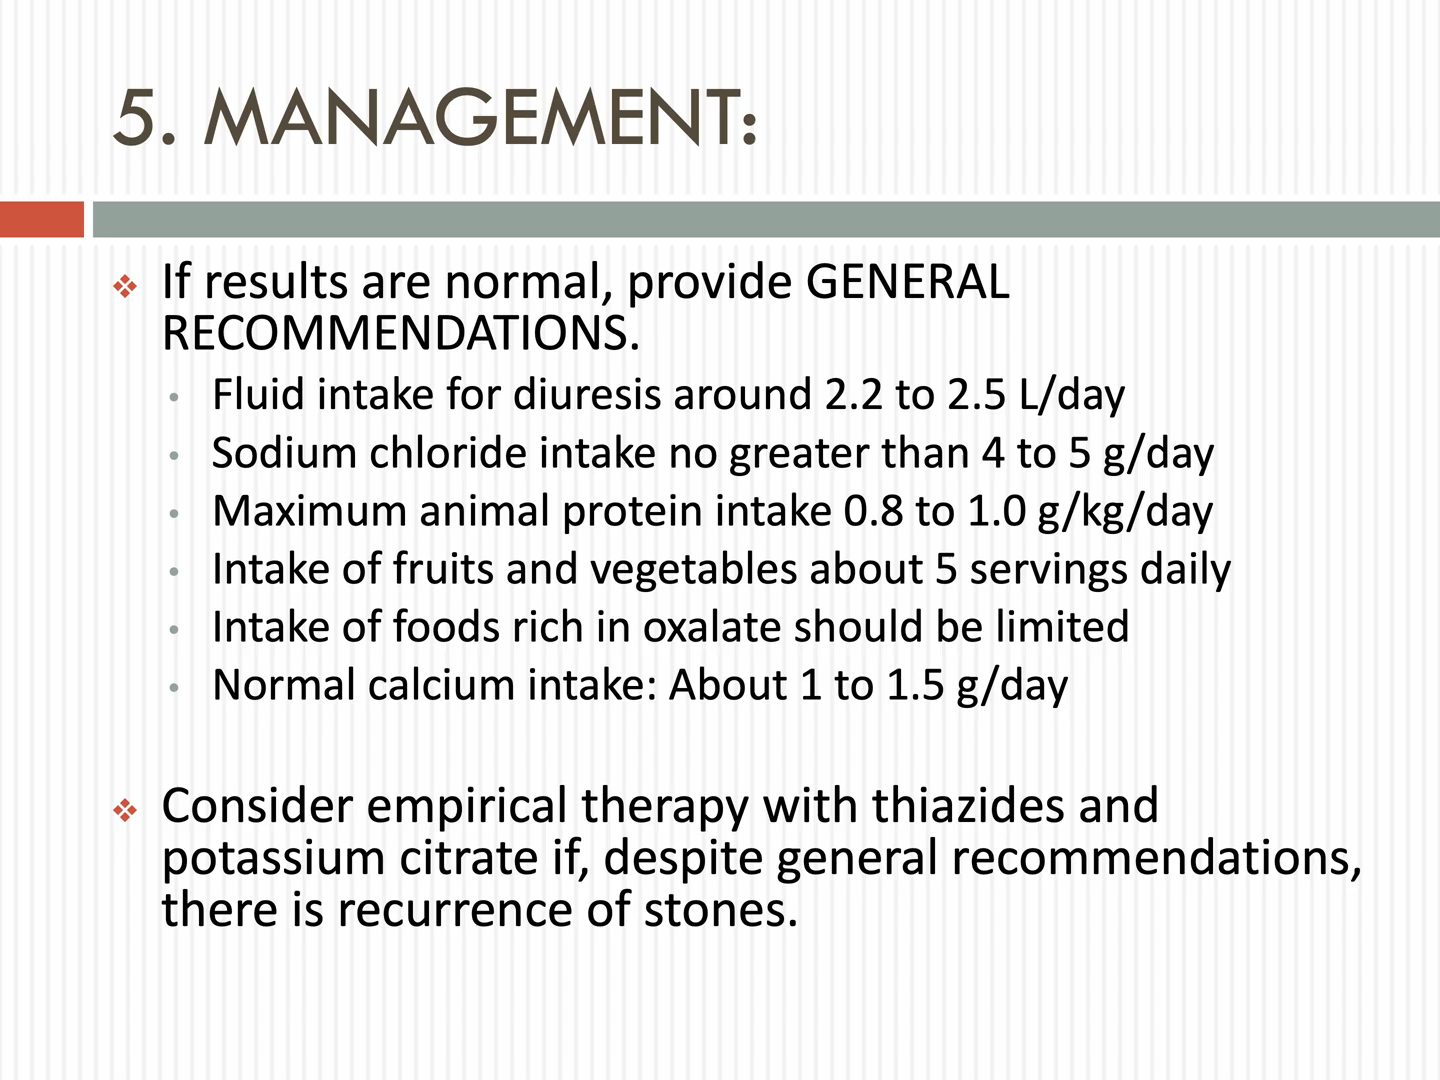 5. MANAGEMENT:
❖ If results are normal, provide GENERAL
RECOMMENDATIONS.
• Fluid intake for diuresis around 2.2 to 2.5 L/day
• Sodium chloride intake no greater than 4 to 5 g/day
• Maximum animal protein intake 0.8 to 1.0 g/kg/day
• Intake of fruits and vegetables about 5 servings daily
• Intake of foods rich in oxalate should be limited
• Normal calcium intake: About 1 to 1.5 g/day
❖ Consider empirical therapy with thiazides and
potassium citrate if, despite general recommendations,
there is recurrence of stones.